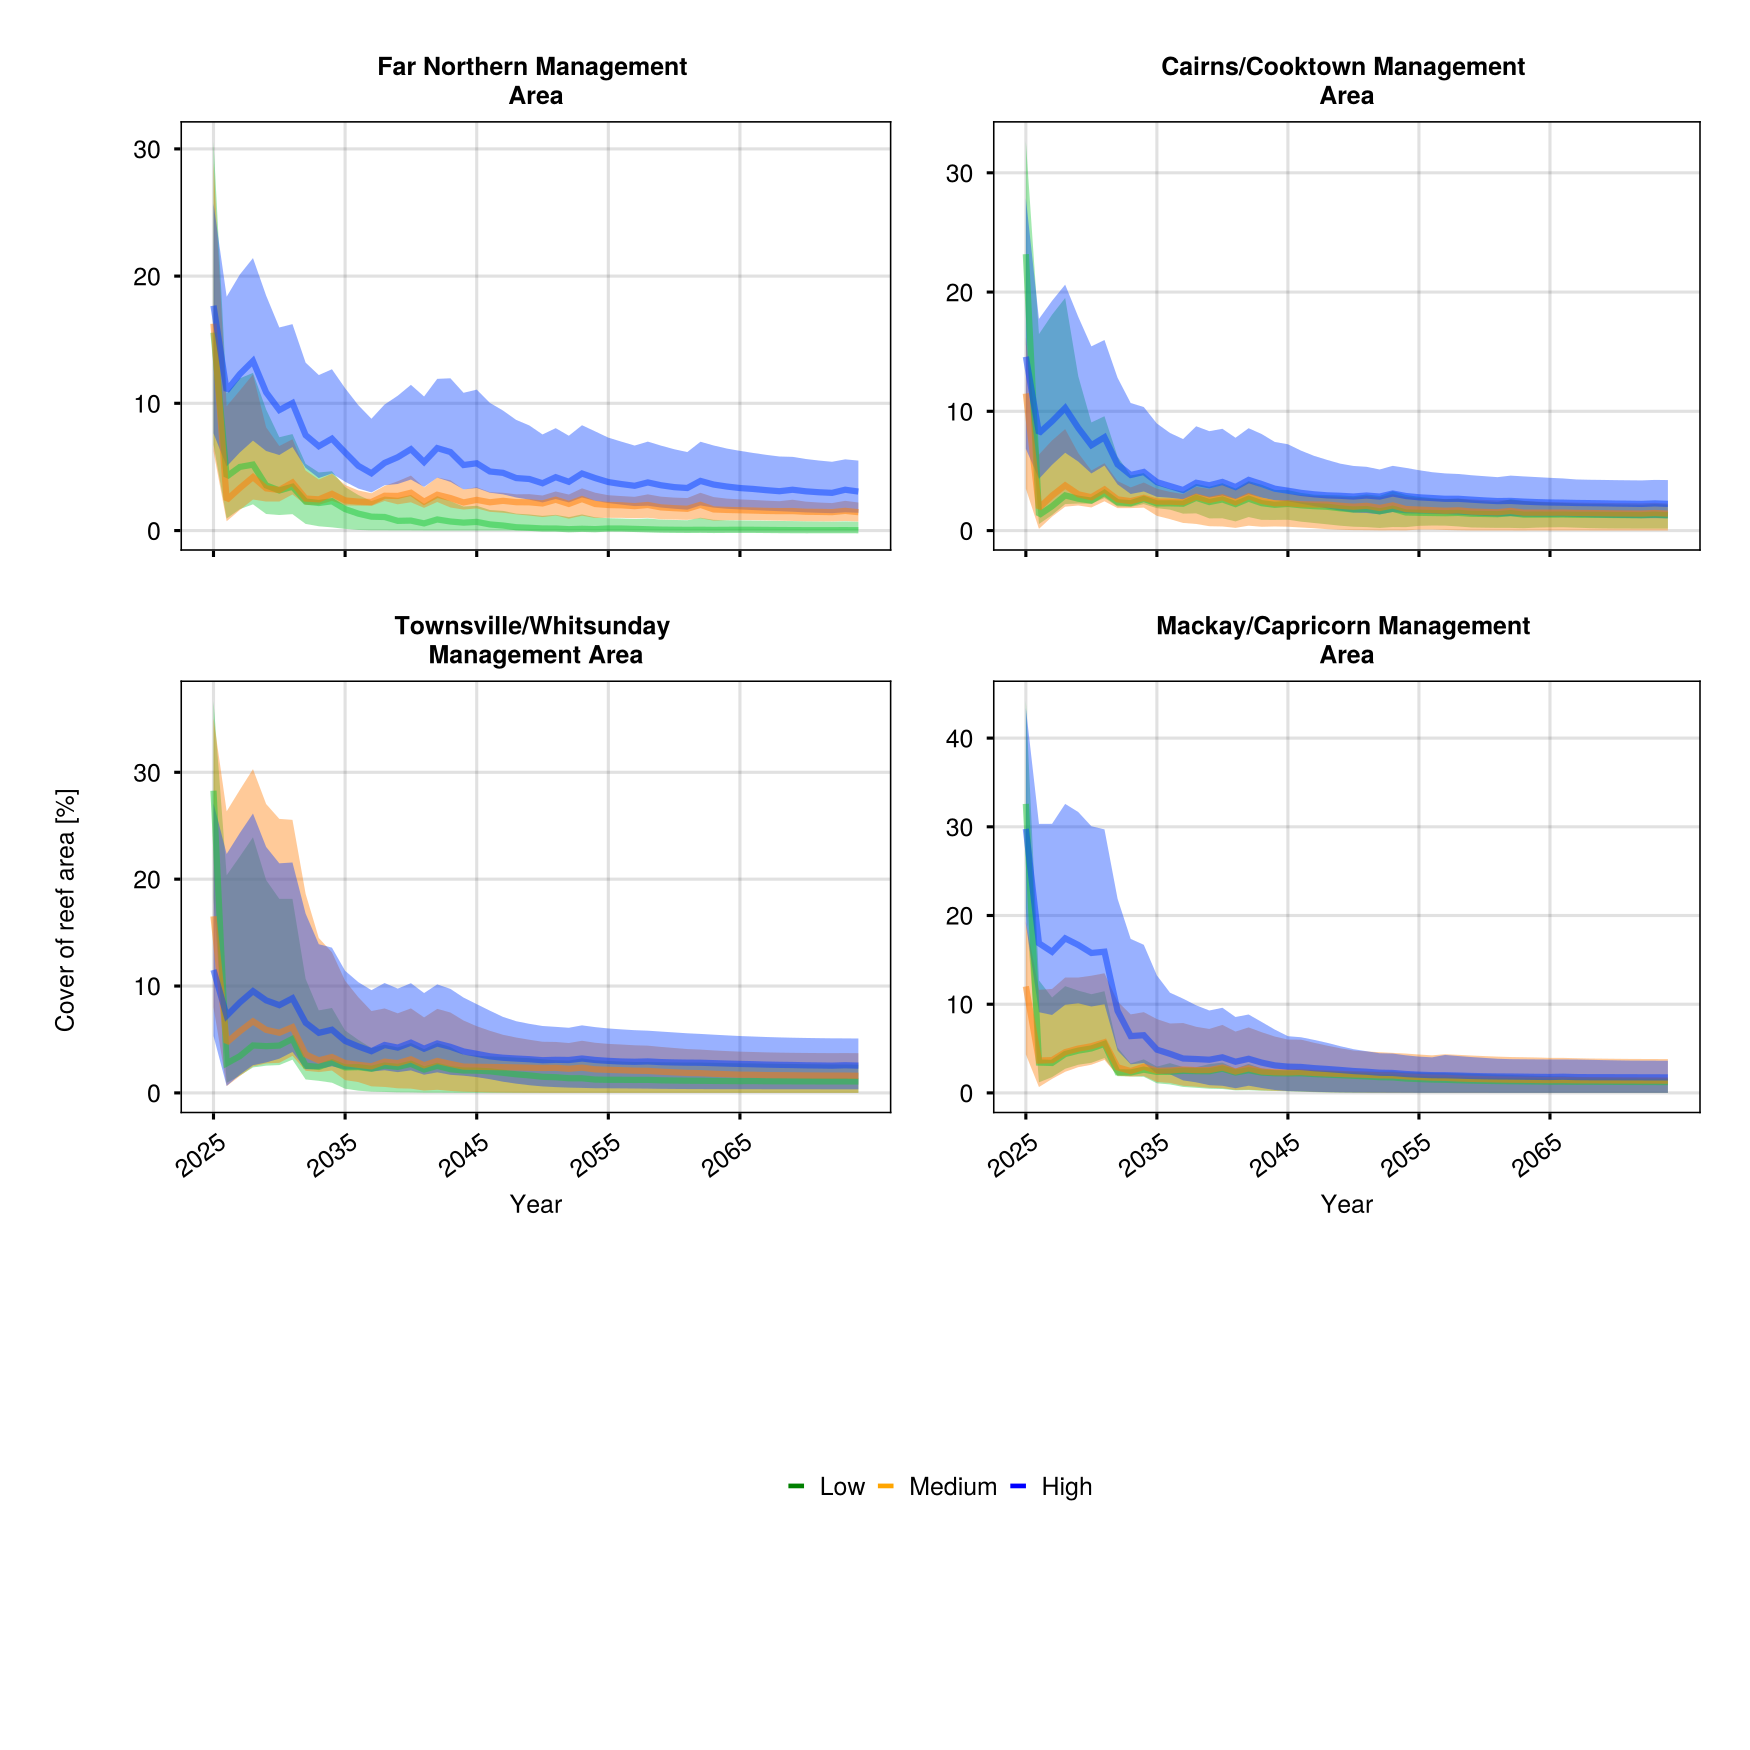 Far Northern Management
Area
Cairns/Cooktown Management
Area
30
20
10
0
30
20
10
0
Townsville/Whitsunday
Management Area
Mackay/Capricorn Management
Area
Cover of reef area [%]
30
20
10
0
40
30
20
10
0
2025
2035
2045
2055
2065
2025
2035
2045
2055
2065
Year
Year
Low
Medium
High